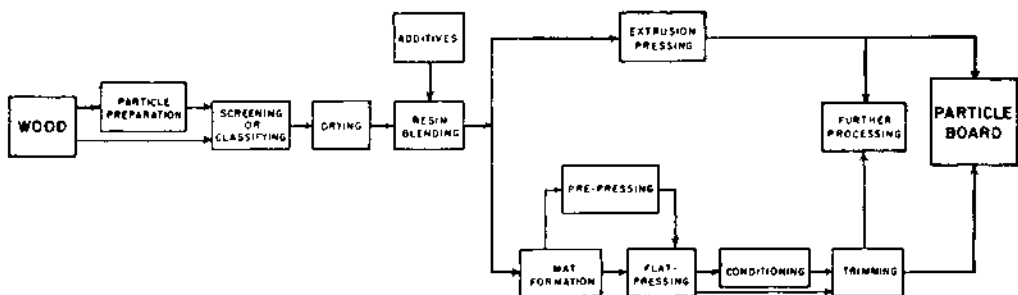 ADDITIVES
EXTRUSION
PRESSING
WOOD
PARTICLE
PREPARATION
SCREENING
OR
CLASSIFYING
DRYING
RESIN
BLENDING
FURTHER
PROCESSING
PARTICLE
BOARD
PRE-PRESSING
MAT
FORMATION
FLAT-
PRESSING
CONDITIONING
TRIMMING